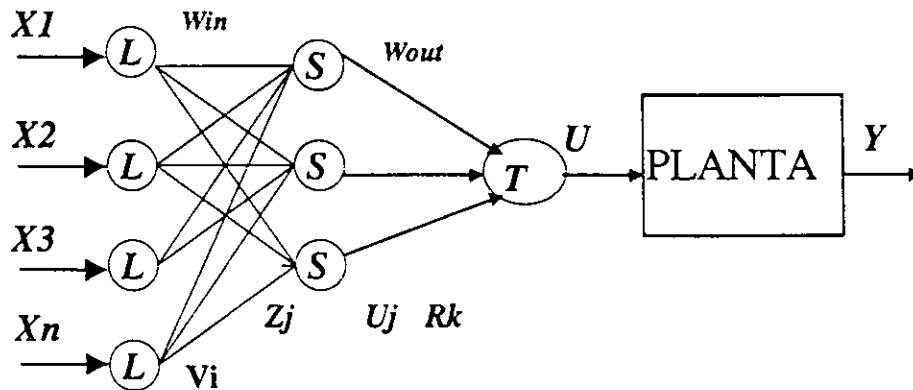 X1 Win
L S Wout
X2 U Y
L S T PLANTA
X3
L S
Xn Zj Uj Rk
L Vi